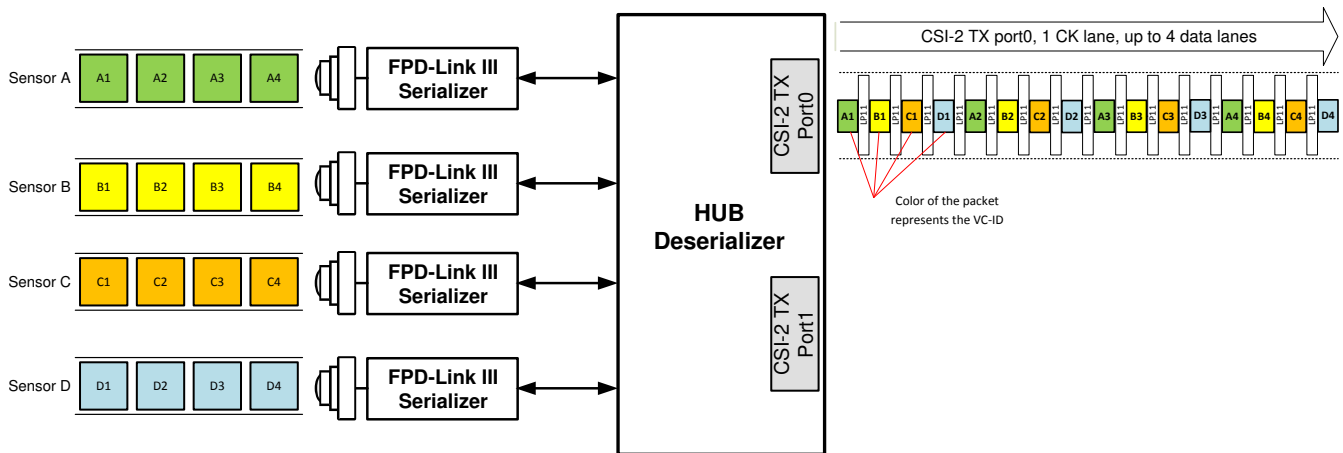 CSI-2 TX port0, 1 CK lane, up to 4 data lanes
Sensor A
A1 A2 A3 A4
FPD-Link III
Serializer
CSI-2 TX
Port0
A1 LP11 B1 LP11 C1 LP11 D1 LP11 A2 LP11 B2 LP11 C2 LP11 D2 LP11 A3 LP11 B3 LP11 C3 LP11 D3 LP11 A4 LP11 B4 LP11 C4 LP11 D4
Color of the packet
represents the VC-ID
Sensor B
B1 B2 B3 B4
FPD-Link III
Serializer
HUB
Deserializer
Sensor C
C1 C2 C3 C4
FPD-Link III
Serializer
CSI-2 TX
Port1
Sensor D
D1 D2 D3 D4
FPD-Link III
Serializer